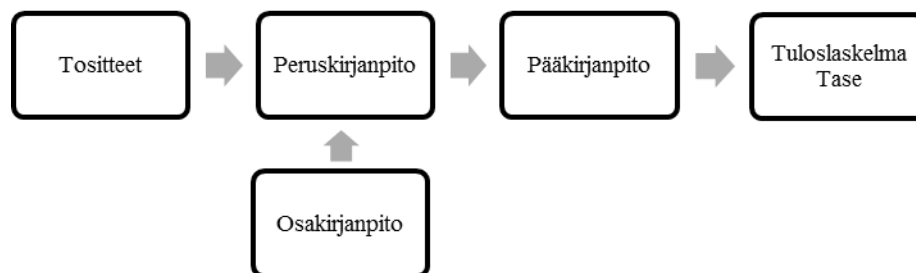 Tositteet
Peruskirjanpito
Pääkirjanpito
Tuloslaskelma
Tase
Osakirjanpito